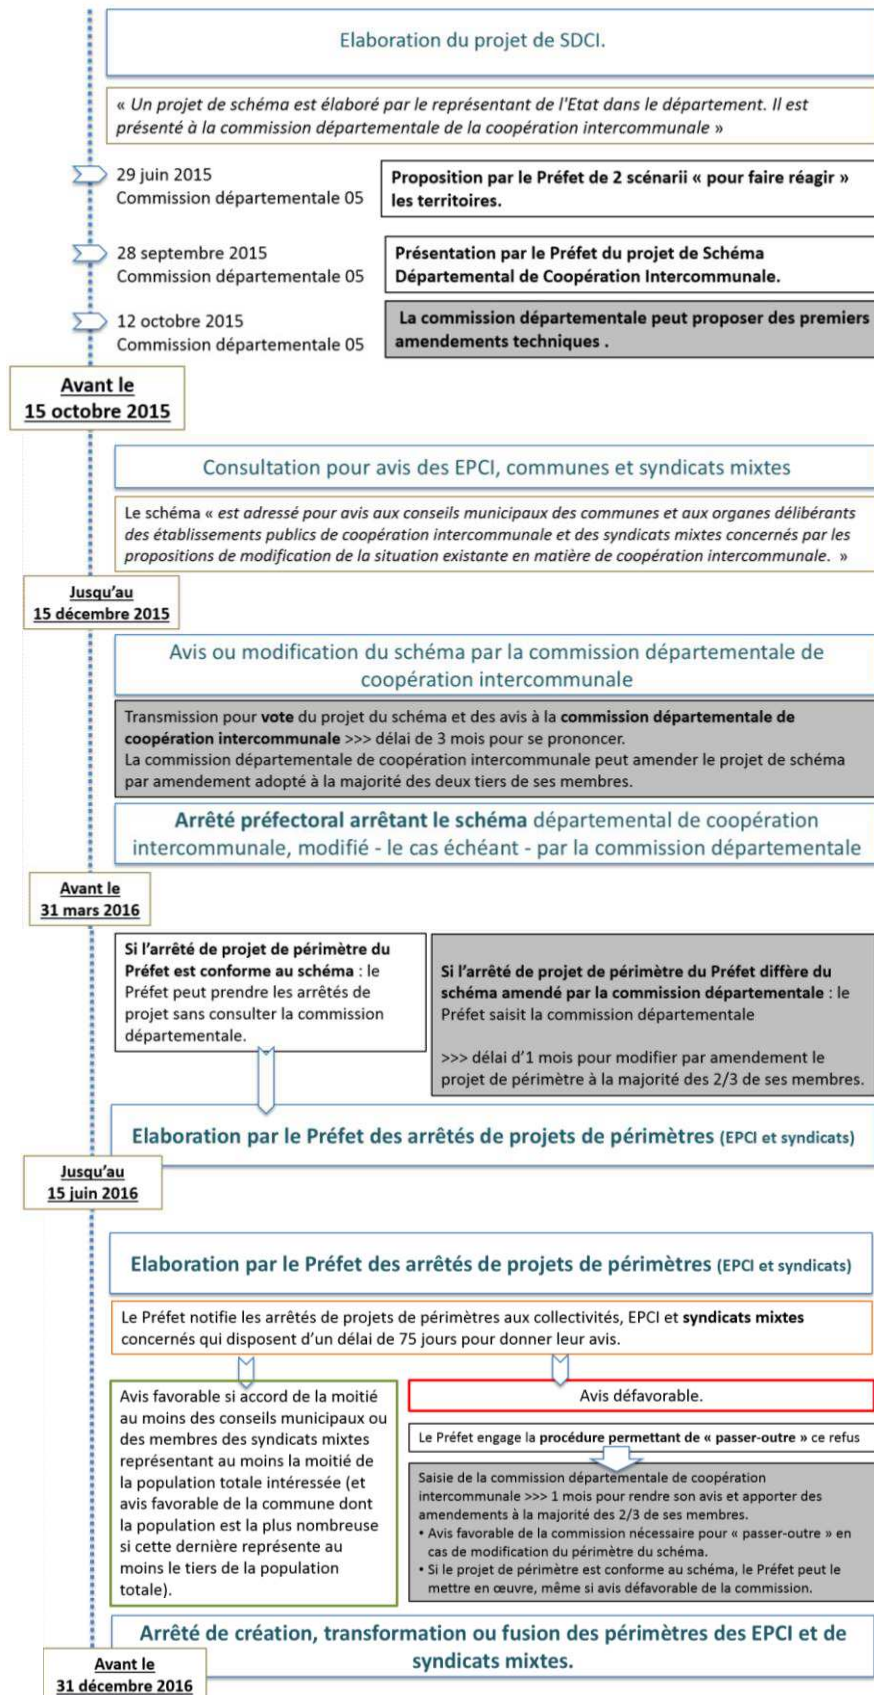 Elaboration du projet de SDCI.
« Un projet de schéma est élaboré par le représentant de l'Etat dans le département. Il est
présenté à la commission départementale de la coopération intercommunale »
29 juin 2015
Commission départementale 05
Proposition par le Préfet de 2 scénarii « pour faire réagir »
les territoires.
28 septembre 2015
Commission départementale 05
Présentation par le Préfet du projet de Schéma
Départemental de Coopération Intercommunale.
12 octobre 2015
Commission départementale 05
La commission départementale peut proposer des premiers
amendements techniques .
Avant le
15 octobre 2015
Consultation pour avis des EPCI, communes et syndicats mixtes
Le schéma « est adressé pour avis aux conseils municipaux des communes et aux organes délibérants
des établissements publics de coopération intercommunale et des syndicats mixtes concernés par les
propositions de modification de la situation existante en matière de coopération intercommunale. »
Jusqu'au
15 décembre 2015
Avis ou modification du schéma par la commission départementale de
coopération intercommunale
Transmission pour vote du projet du schéma et des avis à la commission départementale de
coopération intercommunale >>> délai de 3 mois pour se prononcer.
La commission départementale de coopération intercommunale peut amender le projet de schéma
par amendement adopté à la majorité des deux tiers de ses membres.
Arrêté préfectoral arrêtant le schéma départemental de coopération
intercommunale, modifié - le cas échéant - par la commission départementale
Avant le
31 mars 2016
Si l'arrêté de projet de périmètre du
Préfet est conforme au schéma : le
Préfet peut prendre les arrêtés de
projet sans consulter la commission
départementale.
Si l'arrêté de projet de périmètre du Préfet diffère du
schéma amendé par la commission départementale : le
Préfet saisit la commission départementale
>>> délai d'1 mois pour modifier par amendement le
projet de périmètre à la majorité des 2/3 de ses membres.
Elaboration par le Préfet des arrêtés de projets de périmètres (EPCI et syndicats)
Jusqu'au
15 juin 2016
Elaboration par le Préfet des arrêtés de projets de périmètres (EPCI et syndicats)
Le Préfet notifie les arrêtés de projets de périmètres aux collectivités, EPCI et syndicats mixtes
concernés qui disposent d'un délai de 75 jours pour donner leur avis.
Avis favorable si accord de la moitié
au moins des conseils municipaux ou
des membres des syndicats mixtes
représentant au moins la moitié de
la population totale intéressée (et
avis favorable de la commune dont
la population est la plus nombreuse
si cette dernière représente au
moins le tiers de la population
totale).
Avis défavorable.
Le Préfet engage la procédure permettant de « passer-outre » ce refus
Saisie de la commission départementale de coopération
intercommunale >>> 1 mois pour rendre son avis et apporter des
amendements à la majorité des 2/3 de ses membres.
• Avis favorable de la commission nécessaire pour « passer-outre » en
cas de modification du périmètre du schéma.
• Si le projet de périmètre est conforme au schéma, le Préfet peut le
mettre en œuvre, même si avis défavorable de la commission.
Arrêté de création, transformation ou fusion des périmètres des EPCI et de
syndicats mixtes.
Avant le
31 décembre 2016